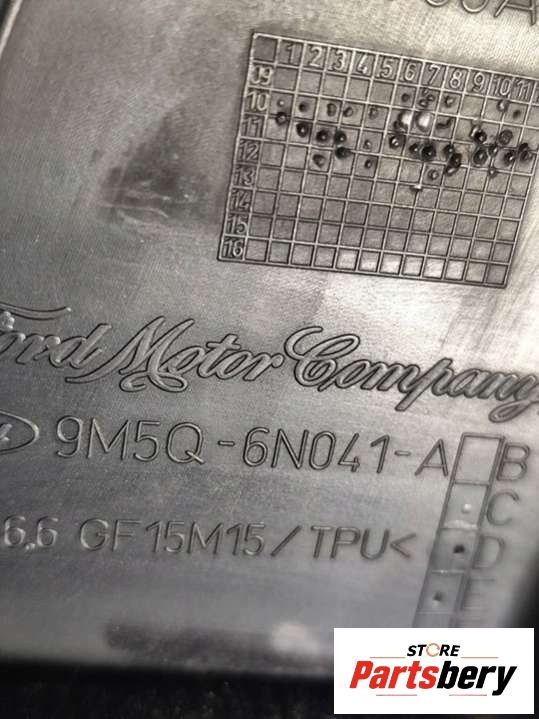 1 2 3 4 5 6 7 8 9 10 11
09
10
11
12
13
14
15
16
Ford Motor Company
9M5Q-6N041-A B
C
6.6 GF15M15/TPU< D
E
STORE
Partsbery